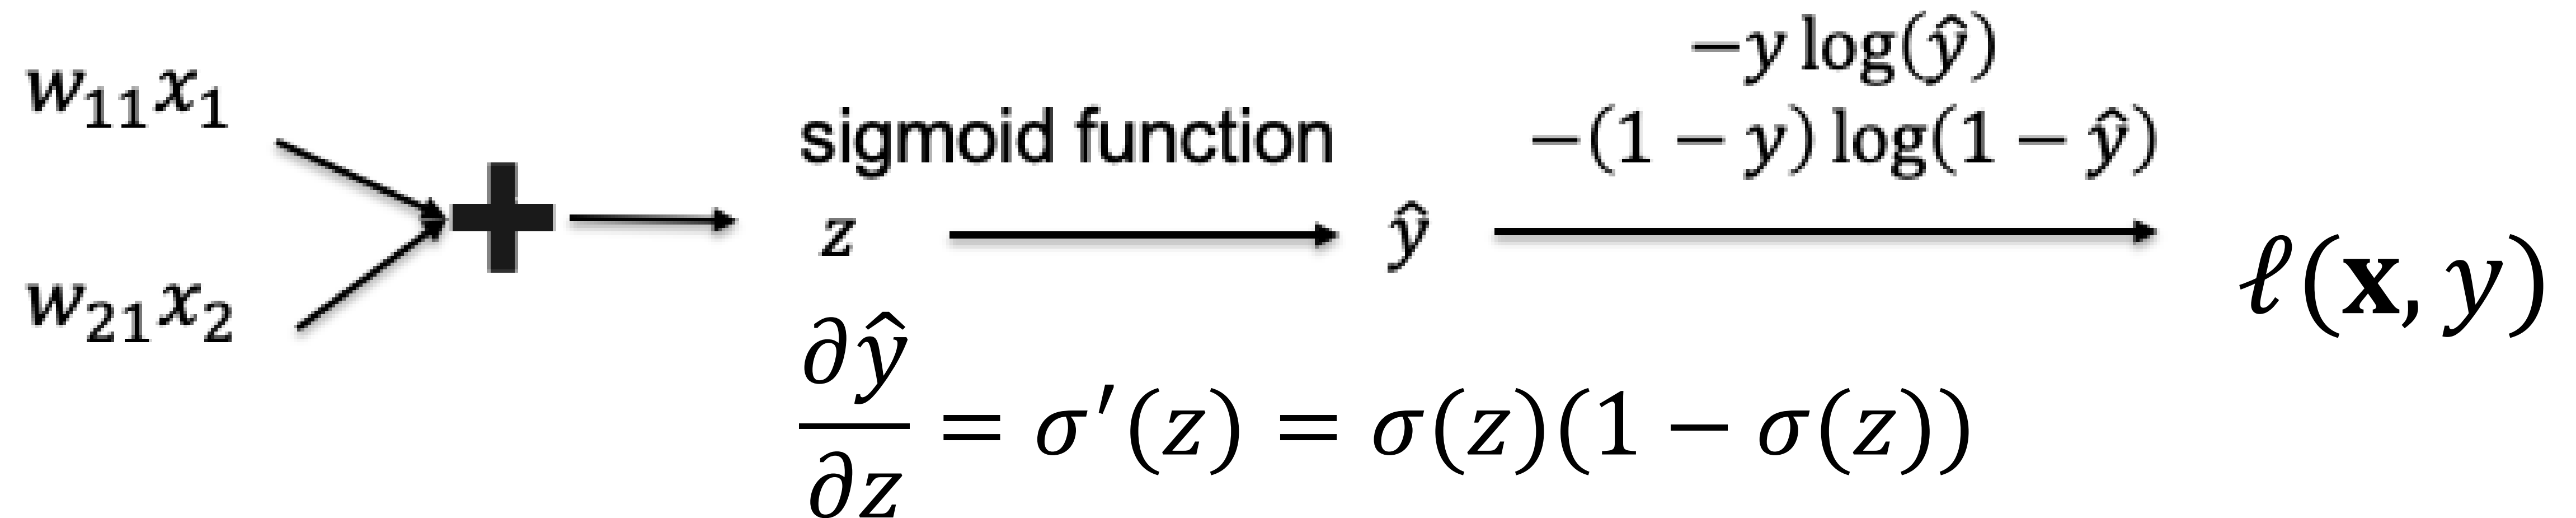 w₁₁x₁
w₂₁x₂
sigmoid function
z
ŷ
−y log(ŷ)
−(1 − y) log(1 − ŷ)
ℓ(𝐱, y)
∂ŷ/∂z = σ′(z) = σ(z)(1 − σ(z))